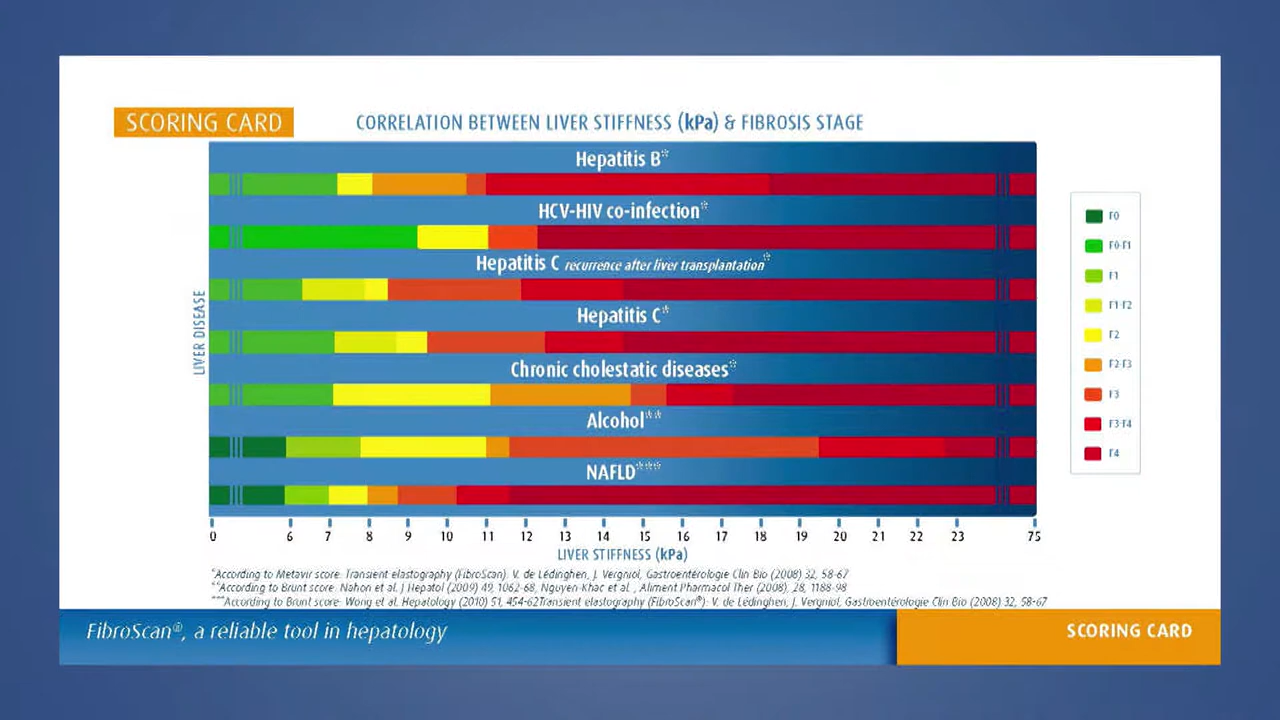 SCORING CARD
CORRELATION BETWEEN LIVER STIFFNESS (kPa) & FIBROSIS STAGE
Hepatitis B*
HCV-HIV co-infection*
Hepatitis C recurrence after liver transplantation*
Hepatitis C*
Chronic cholestatic diseases*
Alcohol**
NAFLD***
LIVER DISEASE
F0
F0-F1
F1
F1-F2
F2
F2-F3
F3
F3-F4
F4
0 6 7 8 9 10 11 12 13 14 15 16 17 18 19 20 21 22 23 75
LIVER STIFFNESS (kPa)
*According to Metavir score: Transient elastography (FibroScan). V. de Lédinghen, J. Vergniol, Gastroentérologie Clin Bio (2008) 32, 58-67
**According to Brunt score: Nahon et al. J Hepatol (2009) 49, 1062-68, Nguyen-Khac et al., Aliment Pharmacol Ther (2008), 28, 1188-98
***According to Brunt score: Wong et al. Hepatology (2010) 51, 454-62Transient elastography (FibroScan®): V. de Lédinghen, J. Vergniol, Gastroentérologie Clin Bio (2008) 32, 58-67
FibroScan®, a reliable tool in hepatology
SCORING CARD